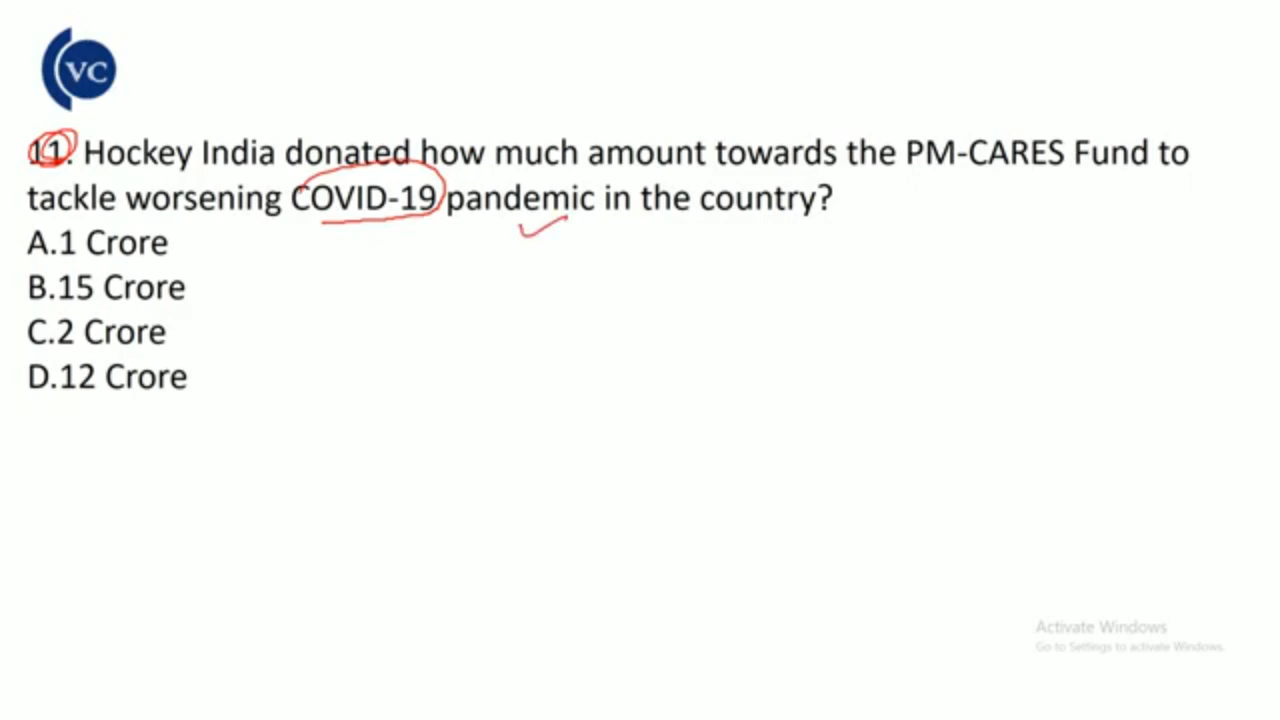 VC
11. Hockey India donated how much amount towards the PM-CARES Fund to
tackle worsening COVID-19 pandemic in the country?
A.1 Crore
B.15 Crore
C.2 Crore
D.12 Crore
Activate Windows
Go to Settings to activate Windows.